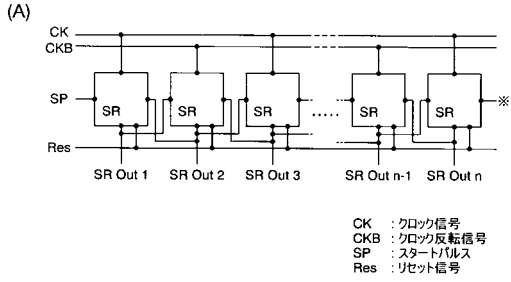 (A)
CK
CKB
SP
SR
SR
SR
.....
SR
SR
※
Res
SR Out 1
SR Out 2
SR Out 3
SR Out n-1
SR Out n
CK : クロック信号
CKB : クロック反転信号
SP : スタートパルス
Res : リセット信号